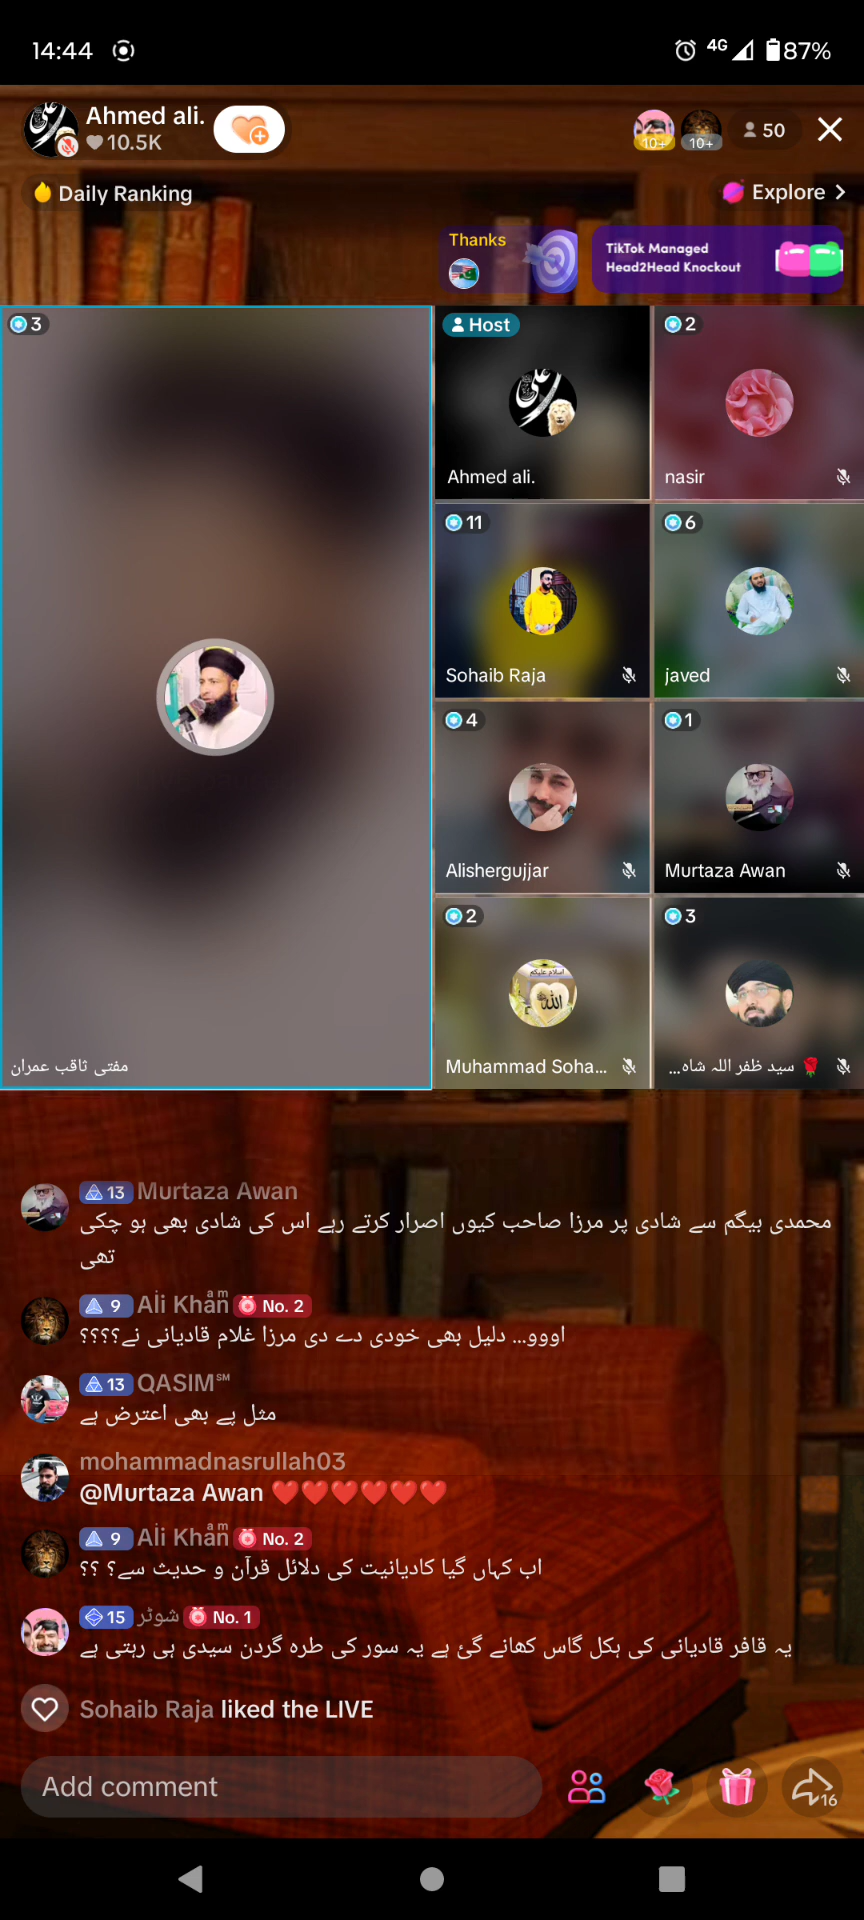 14:44
4G
87%
Ahmed ali.
10.5K
10+
10+
50
Daily Ranking
Explore
Thanks
TikTok Managed
Head2Head Knockout
3
مفتی ثاقب عمران
Host
Ahmed ali.
2
nasir
11
Sohaib Raja
6
javed
4
Alishergujjar
1
Murtaza Awan
2
اسلام علیکم
الله
Muhammad Soha...
3
سید ظفر اللہ شاہ...
13 Murtaza Awan
محمدی بیگم سے شادی پر مرزا صاحب کیوں اصرار کرتے رہے اس کی شادی بھی ہو چکی
تھی
9 Ali Khan No. 2
اووو... دلیل بھی خودی دے دی مرزا غلام قادیانی نے؟؟؟؟
13 QASIM℠
مثل پے بھی اعترض ہے
mohammadnasrullah03
@Murtaza Awan ❤️❤️❤️❤️❤️❤️
9 Ali Khan No. 2
اب کہاں گیا کادیانیت کی دلائل قرآن و حدیث سے؟ ؟؟
15 شوٹر No. 1
یہ قافر قادیانی کی ہکل گاس کھانے گئ ہے یہ سور کی طرہ گردن سیدی ہی رہتی ہے
Sohaib Raja liked the LIVE
Add comment
16